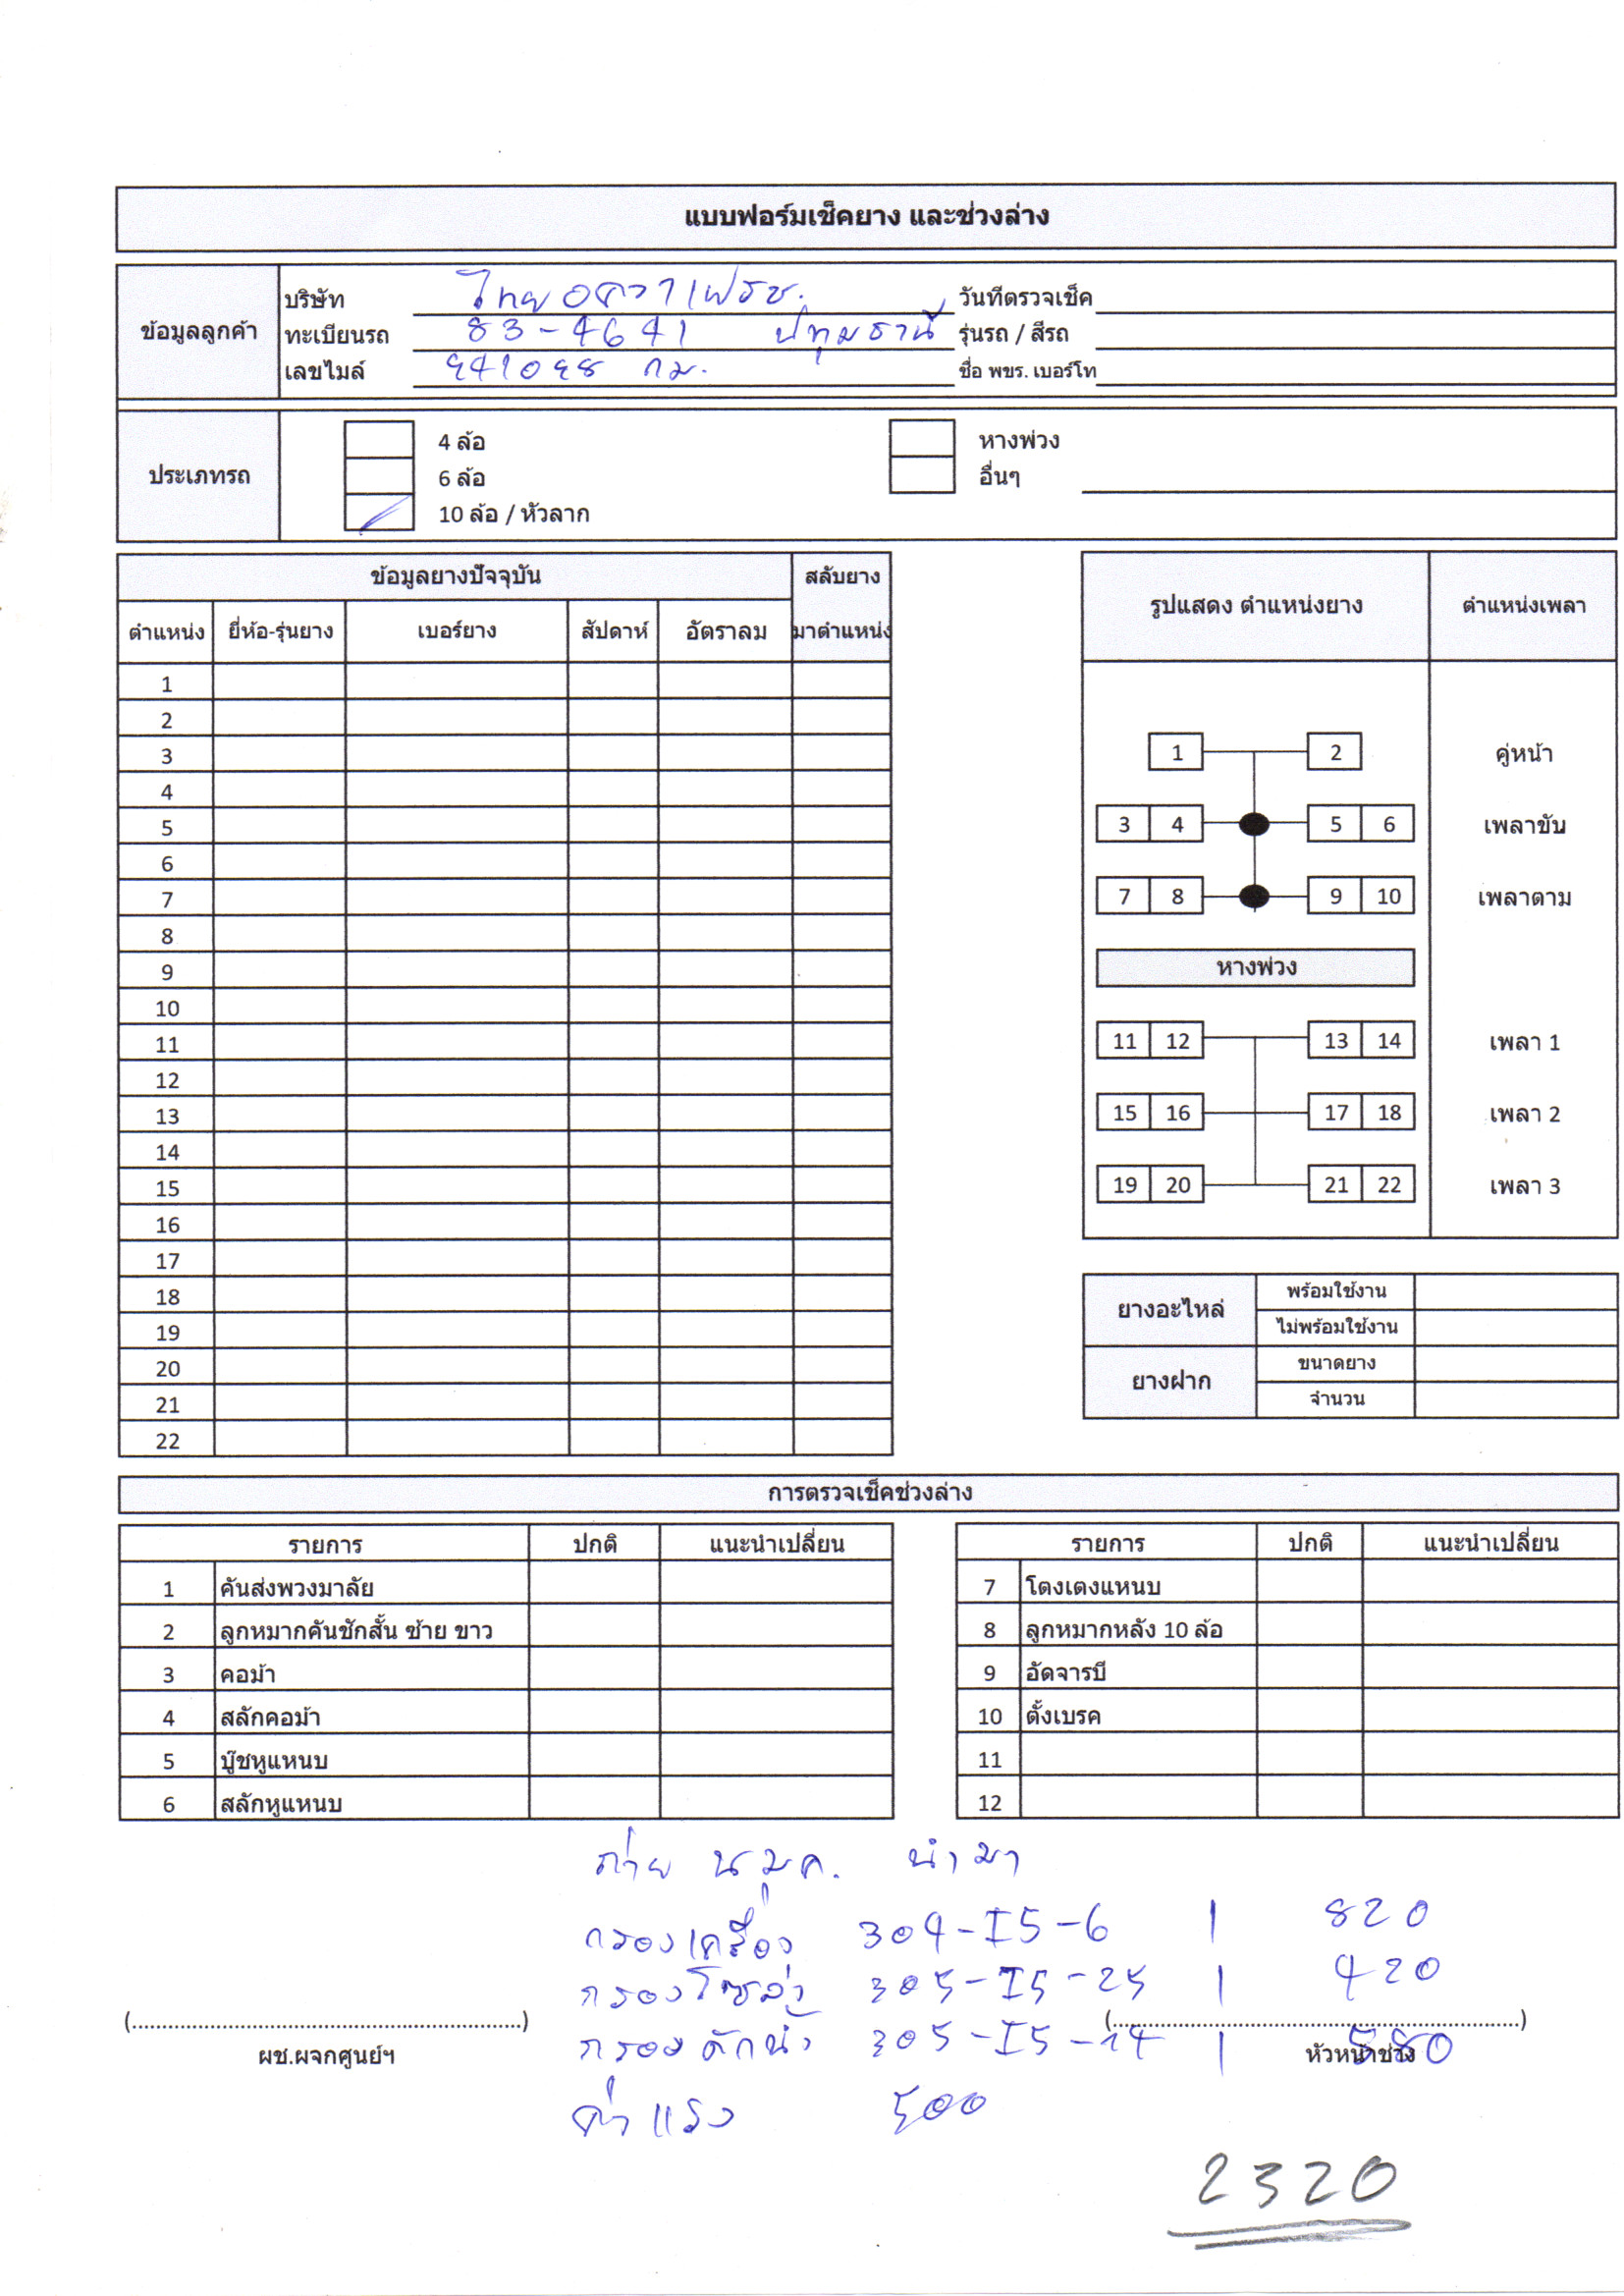 แบบฟอร์มเช็คยาง และช่วงล่าง
ข้อมูลลูกค้า
บริษัท ไทยอควาเฟรช. วันที่ตรวจเช็ค
ทะเบียนรถ 83-4641 ปทุมธานี รุ่นรถ / สีรถ
เลขไมล์ 941098 กม. ชื่อ พขร. เบอร์โท
ประเภทรถ
4 ล้อ หางพ่วง
6 ล้อ อื่นๆ
10 ล้อ / หัวลาก
ข้อมูลยางปัจจุบัน สลับยาง
ตำแหน่ง ยี่ห้อ-รุ่นยาง เบอร์ยาง สัปดาห์ อัตราลม มาตำแหน่ง
1
2
3
4
5
6
7
8
9
10
11
12
13
14
15
16
17
18
19
20
21
22
รูปแสดง ตำแหน่งยาง ตำแหน่งเพลา
1 2 คู่หน้า
3 4 5 6 เพลาขับ
7 8 9 10 เพลาตาม
หางพ่วง
11 12 13 14 เพลา 1
15 16 17 18 เพลา 2
19 20 21 22 เพลา 3
ยางอะไหล่ พร้อมใช้งาน
ไม่พร้อมใช้งาน
ยางฝาก ขนาดยาง
จำนวน
การตรวจเช็คช่วงล่าง
รายการ ปกติ แนะนำเปลี่ยน
1 คันส่งพวงมาลัย
2 ลูกหมากคันชักสั้น ซ้าย ขาว
3 คอม้า
4 สลักคอม้า
5 บู๊ชหูแหนบ
6 สลักหูแหนบ
รายการ ปกติ แนะนำเปลี่ยน
7 โตงเตงแหนบ
8 ลูกหมากหลัง 10 ล้อ
9 อัดจารบี
10 ตั้งเบรค
11
12
ถ่าย นมค. นำมา
กรองเครื่อง 304-I5-6 1 820
กรองโซล่า 305-I5-25 1 420
(....................) (....................)
กรองดักน้ำ 305-I5-14 1 580
ผช.ผจกศูนย์ฯ หัวหน้าช่าง
ค่าแรง 500
2320